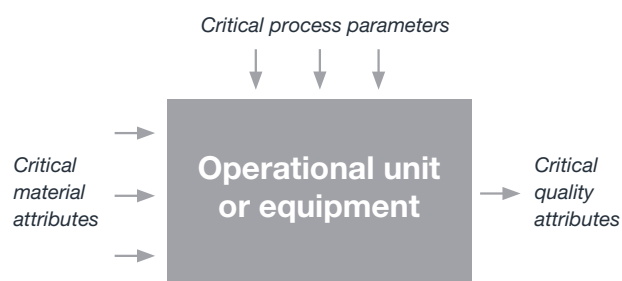 Critical process parameters
Critical
material
attributes
Operational unit
or equipment
Critical
quality
attributes